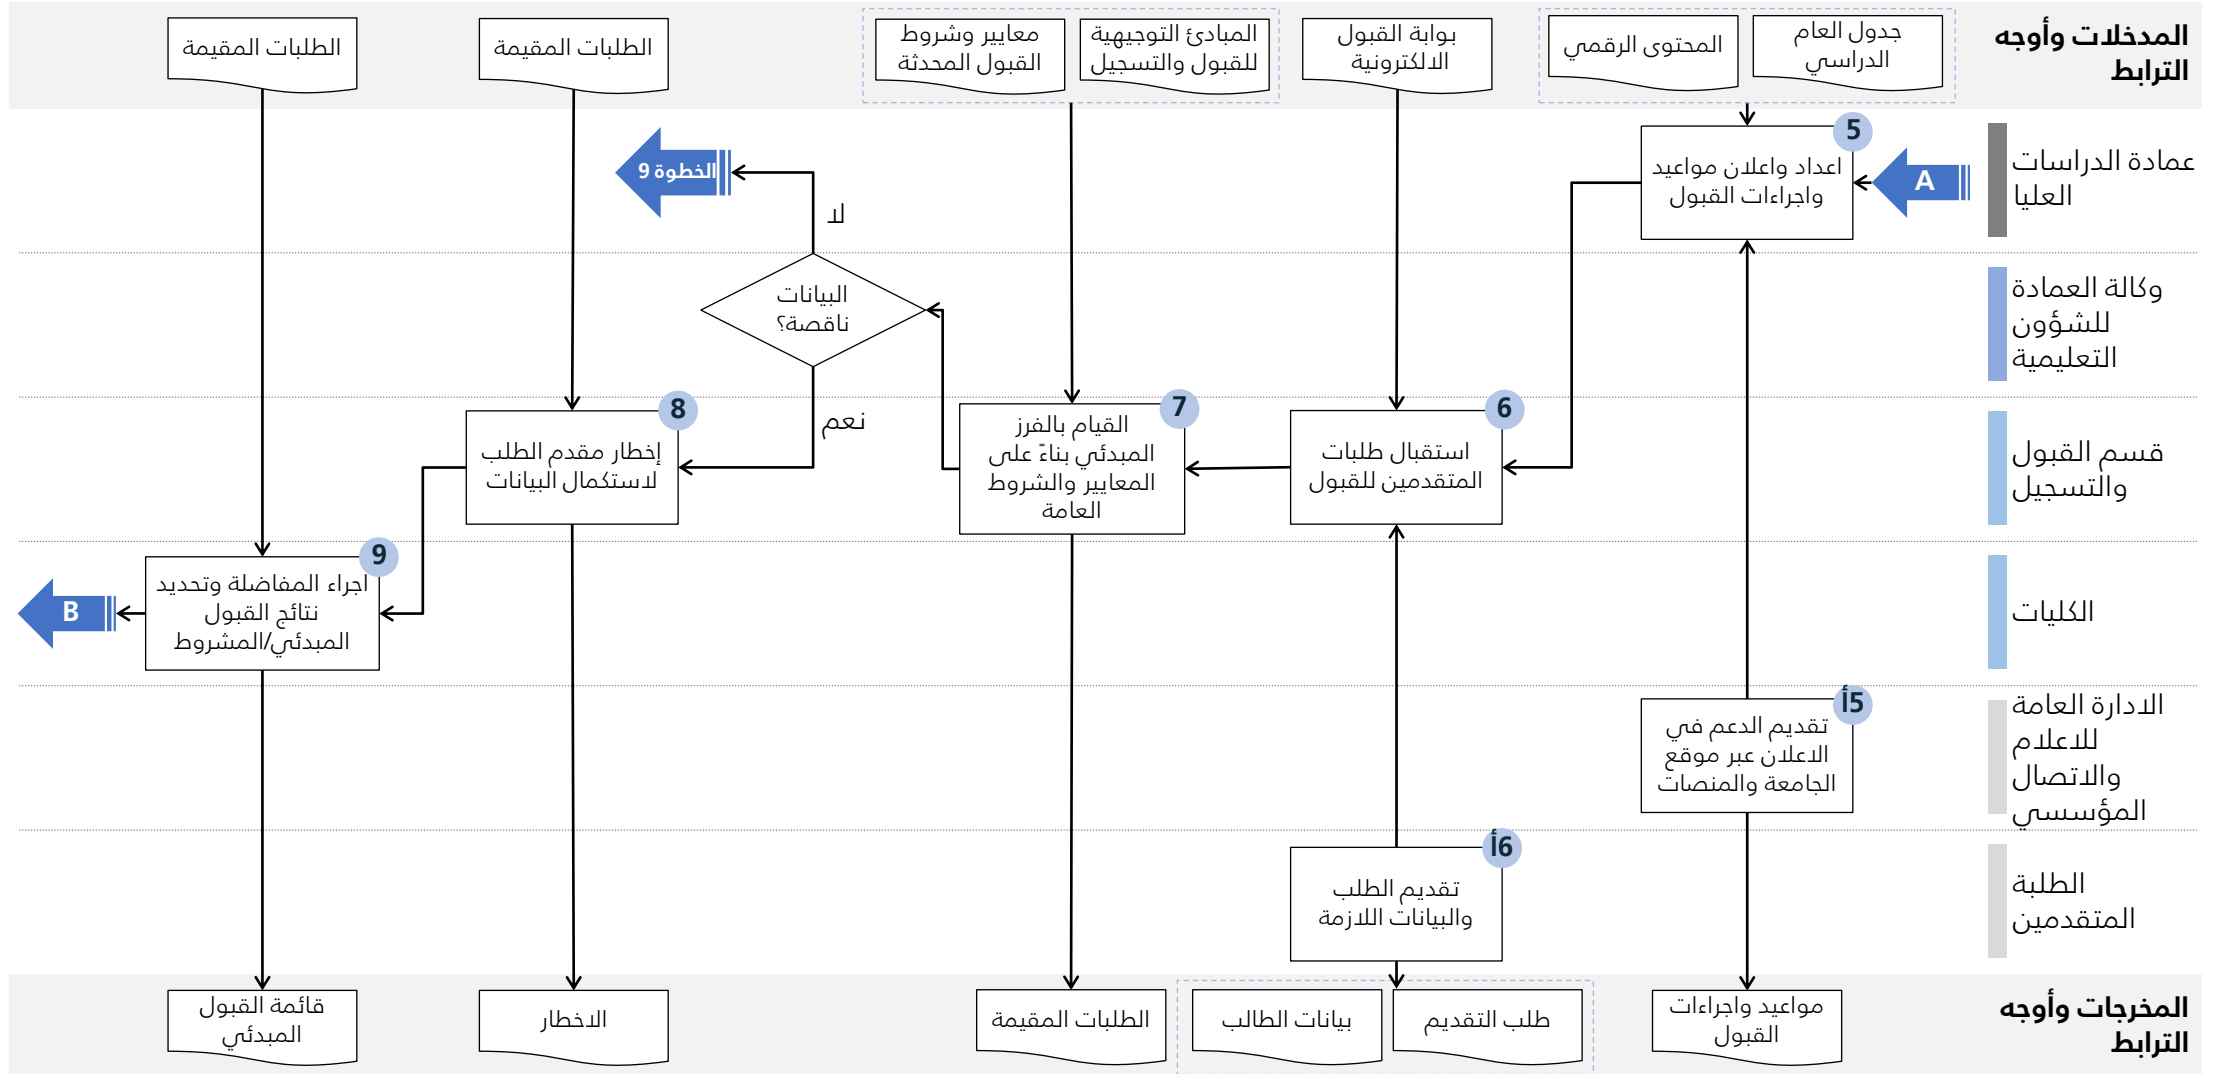 المدخلات وأوجه
الترابط
جدول العام
الدراسي
المحتوى الرقمي
بوابة القبول
الالكترونية
المبادئ التوجيهية
للقبول والتسجيل
معايير وشروط
القبول المحدثة
الطلبات المقيمة
الطلبات المقيمة
عمادة الدراسات
العليا
A
5
اعداد واعلان مواعيد
واجراءات القبول
الخطوة 9
لا
وكالة العمادة
للشؤون
التعليمية
البيانات
ناقصة؟
نعم
قسم القبول
والتسجيل
6
استقبال طلبات
المتقدمين للقبول
7
القيام بالفرز
المبدئي بناءً على
المعايير والشروط
العامة
8
إخطار مقدم الطلب
لاستكمال البيانات
الكليات
9
اجراء المفاضلة وتحديد
نتائج القبول
المبدئي/المشروط
B
الادارة العامة
للاعلام
والاتصال
المؤسسي
5أ
تقديم الدعم في
الاعلان عبر موقع
الجامعة والمنصات
الطلبة
المتقدمين
6أ
تقديم الطلب
والبيانات اللازمة
المخرجات وأوجه
الترابط
مواعيد واجراءات
القبول
طلب التقديم
بيانات الطالب
الطلبات المقيمة
الاخطار
قائمة القبول
المبدئي